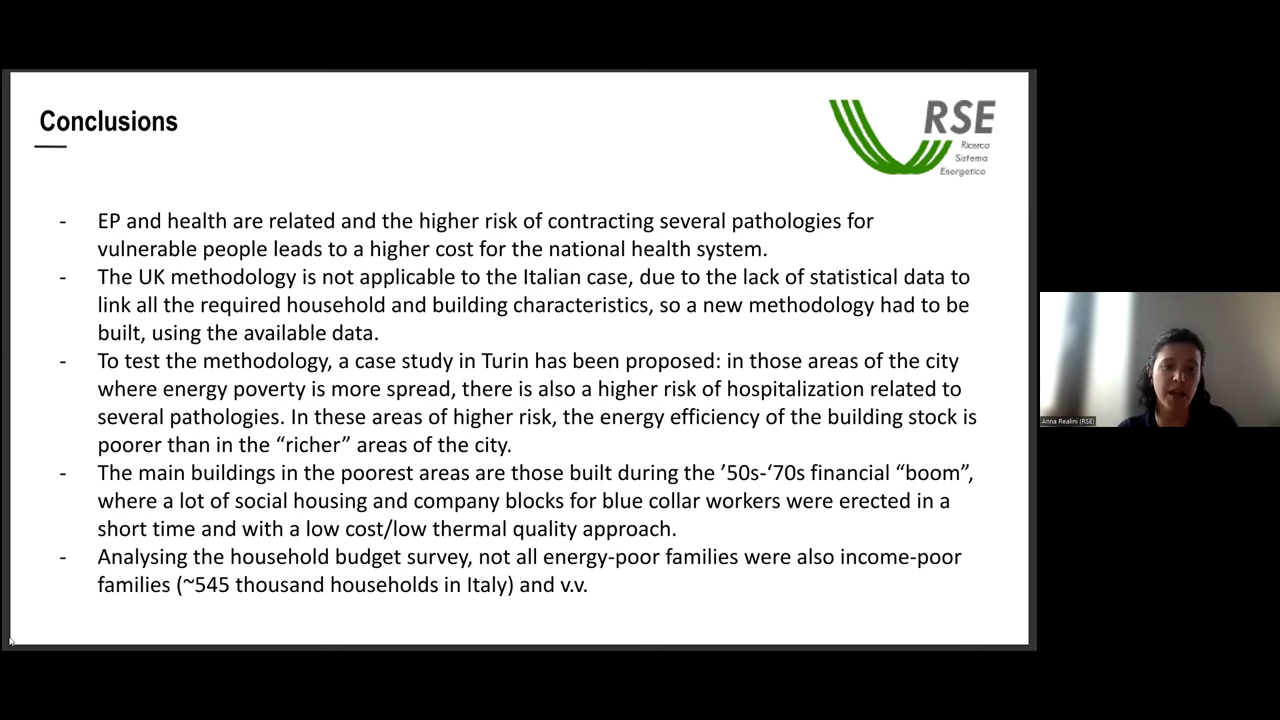 Conclusions
RSE
Ricerca
Sistema
Energetico
- EP and health are related and the higher risk of contracting several pathologies for
vulnerable people leads to a higher cost for the national health system.
- The UK methodology is not applicable to the Italian case, due to the lack of statistical data to
link all the required household and building characteristics, so a new methodology had to be
built, using the available data.
- To test the methodology, a case study in Turin has been proposed: in those areas of the city
where energy poverty is more spread, there is also a higher risk of hospitalization related to
several pathologies. In these areas of higher risk, the energy efficiency of the building stock is
poorer than in the “richer” areas of the city.
- The main buildings in the poorest areas are those built during the ’50s-‘70s financial “boom”,
where a lot of social housing and company blocks for blue collar workers were erected in a
short time and with a low cost/low thermal quality approach.
- Analysing the household budget survey, not all energy-poor families were also income-poor
families (~545 thousand households in Italy) and v.v.
Anna Realini (RSE)